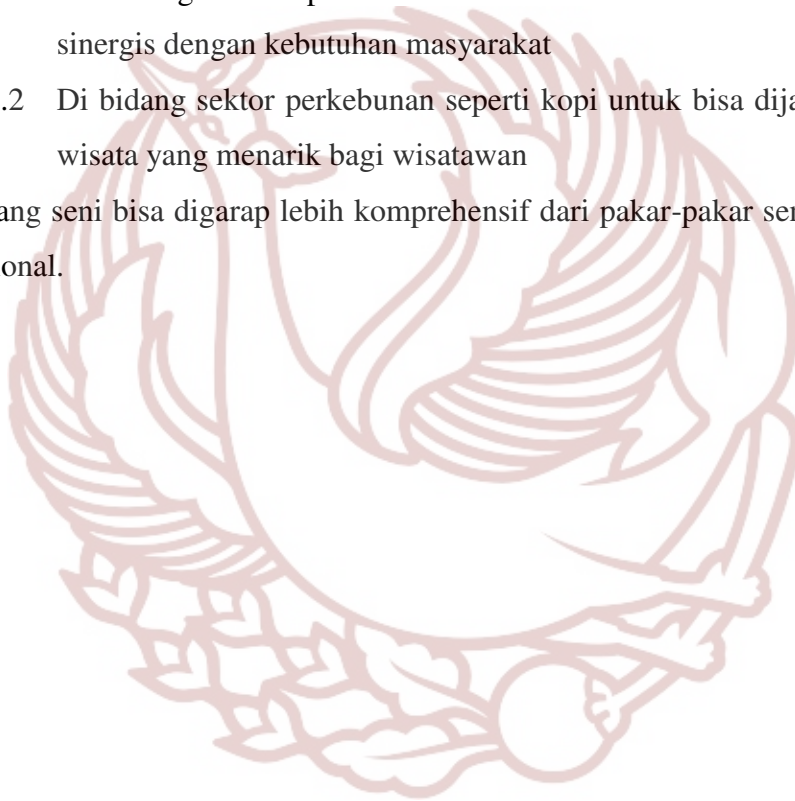 sinergis dengan kebutuhan masyarakat
.2 Di bidang sektor perkebunan seperti kopi untuk bisa dija
wisata yang menarik bagi wisatawan
ang seni bisa digarap lebih komprehensif dari pakar-pakar ser
onal.